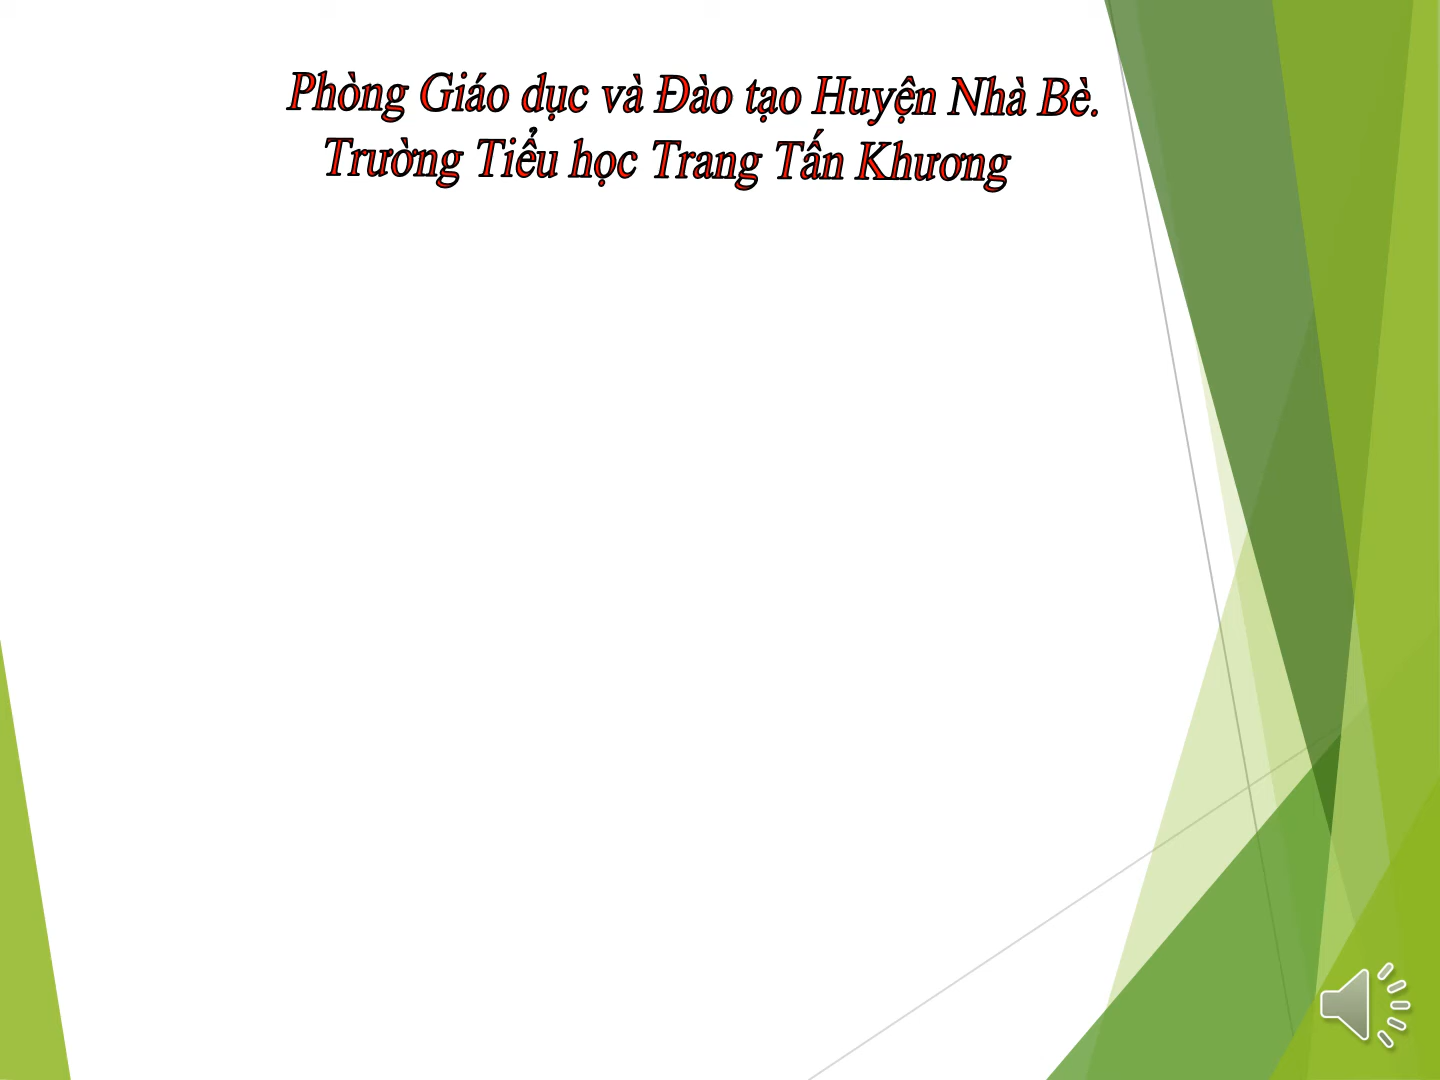 Phòng Giáo dục và Đào tạo Huyện Nhà Bè.
Trường Tiểu học Trang Tấn Khương